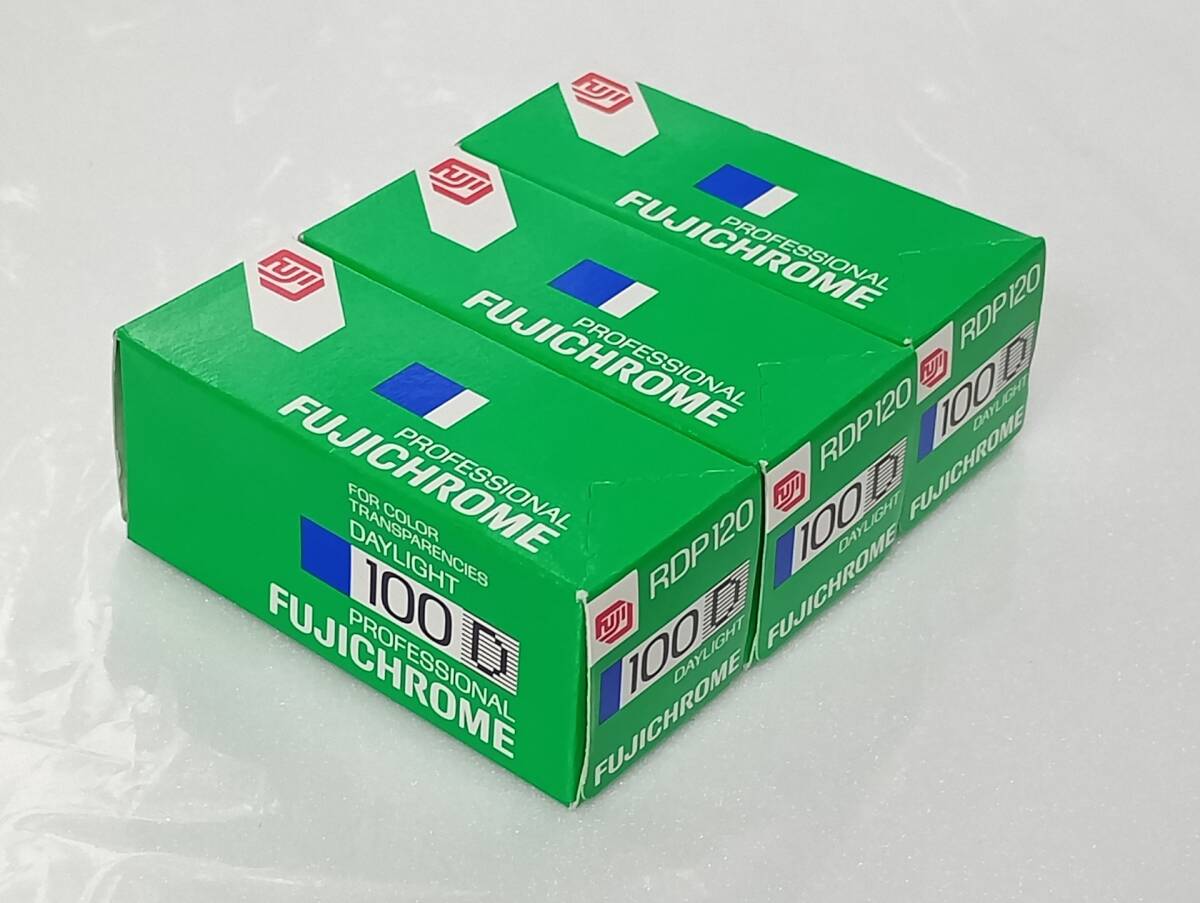 FUJI
PROFESSIONAL
FUJICHROME
FUJI
PROFESSIONAL
FUJICHROME
FUJI
PROFESSIONAL
FUJICHROME
FOR COLOR
TRANSPARENCIES
DAYLIGHT
100 D
PROFESSIONAL
FUJICHROME
FUJI
RDP120
100 D
DAYLIGHT
FUJICHROME
FUJI
RDP120
100 D
DAYLIGHT
FUJICHROME
FUJI
RDP120
100 D
DAYLIGHT
FUJICHROME